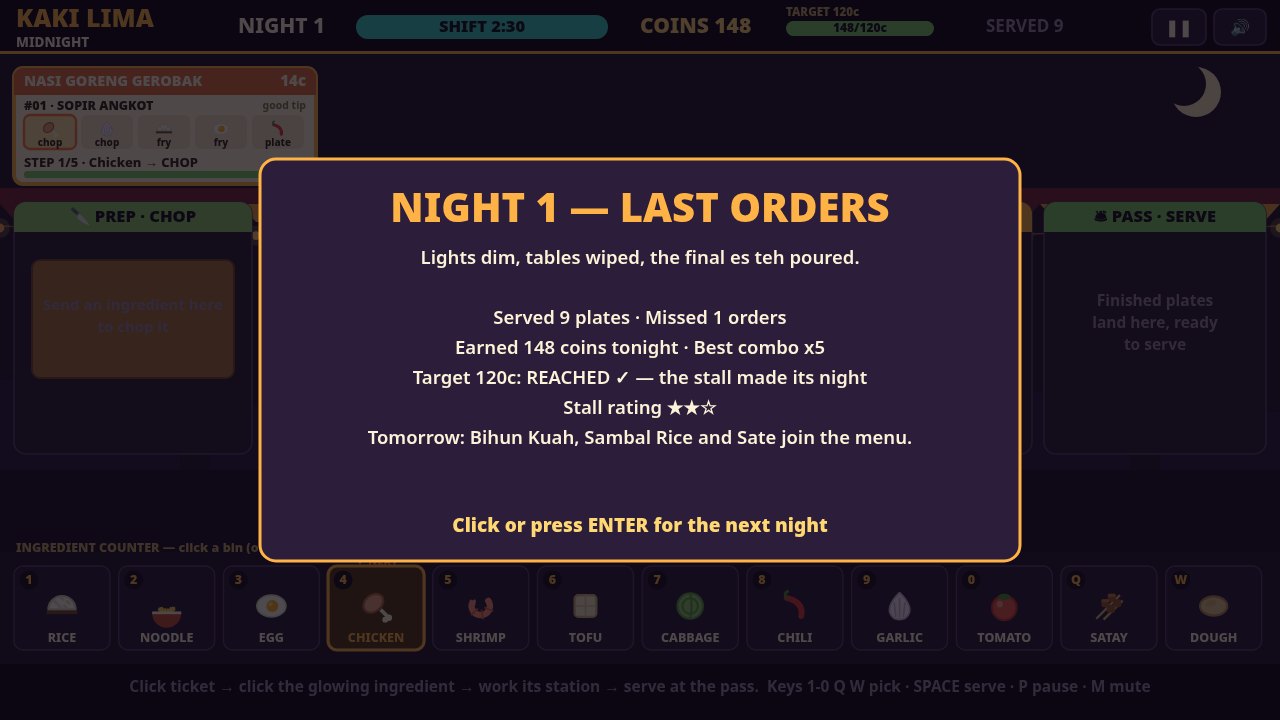 KAKI LIMA
MIDNIGHT
NIGHT 1
SHIFT 2:30
COINS 148
TARGET 120c
148/120c
SERVED 9
NASI GORENG GEROBAK 14c
#01 · SOPIR ANGKOT good tip
chop chop fry fry plate
STEP 1/5 · Chicken → CHOP
PREP · CHOP
Send an ingredient here
to chop it
PASS · SERVE
Finished plates
land here, ready
to serve
NIGHT 1 — LAST ORDERS
Lights dim, tables wiped, the final es teh poured.
Served 9 plates · Missed 1 orders
Earned 148 coins tonight · Best combo x5
Target 120c: REACHED ✓ — the stall made its night
Stall rating ★★☆
Tomorrow: Bihun Kuah, Sambal Rice and Sate join the menu.
Click or press ENTER for the next night
INGREDIENT COUNTER — click a bin (o
1 2 3 4 5 6 7 8 9 0 Q W
RICE NOODLE EGG CHICKEN SHRIMP TOFU CABBAGE CHILI GARLIC TOMATO SATAY DOUGH
Click ticket → click the glowing ingredient → work its station → serve at the pass. Keys 1-0 Q W pick · SPACE serve · P pause · M mute